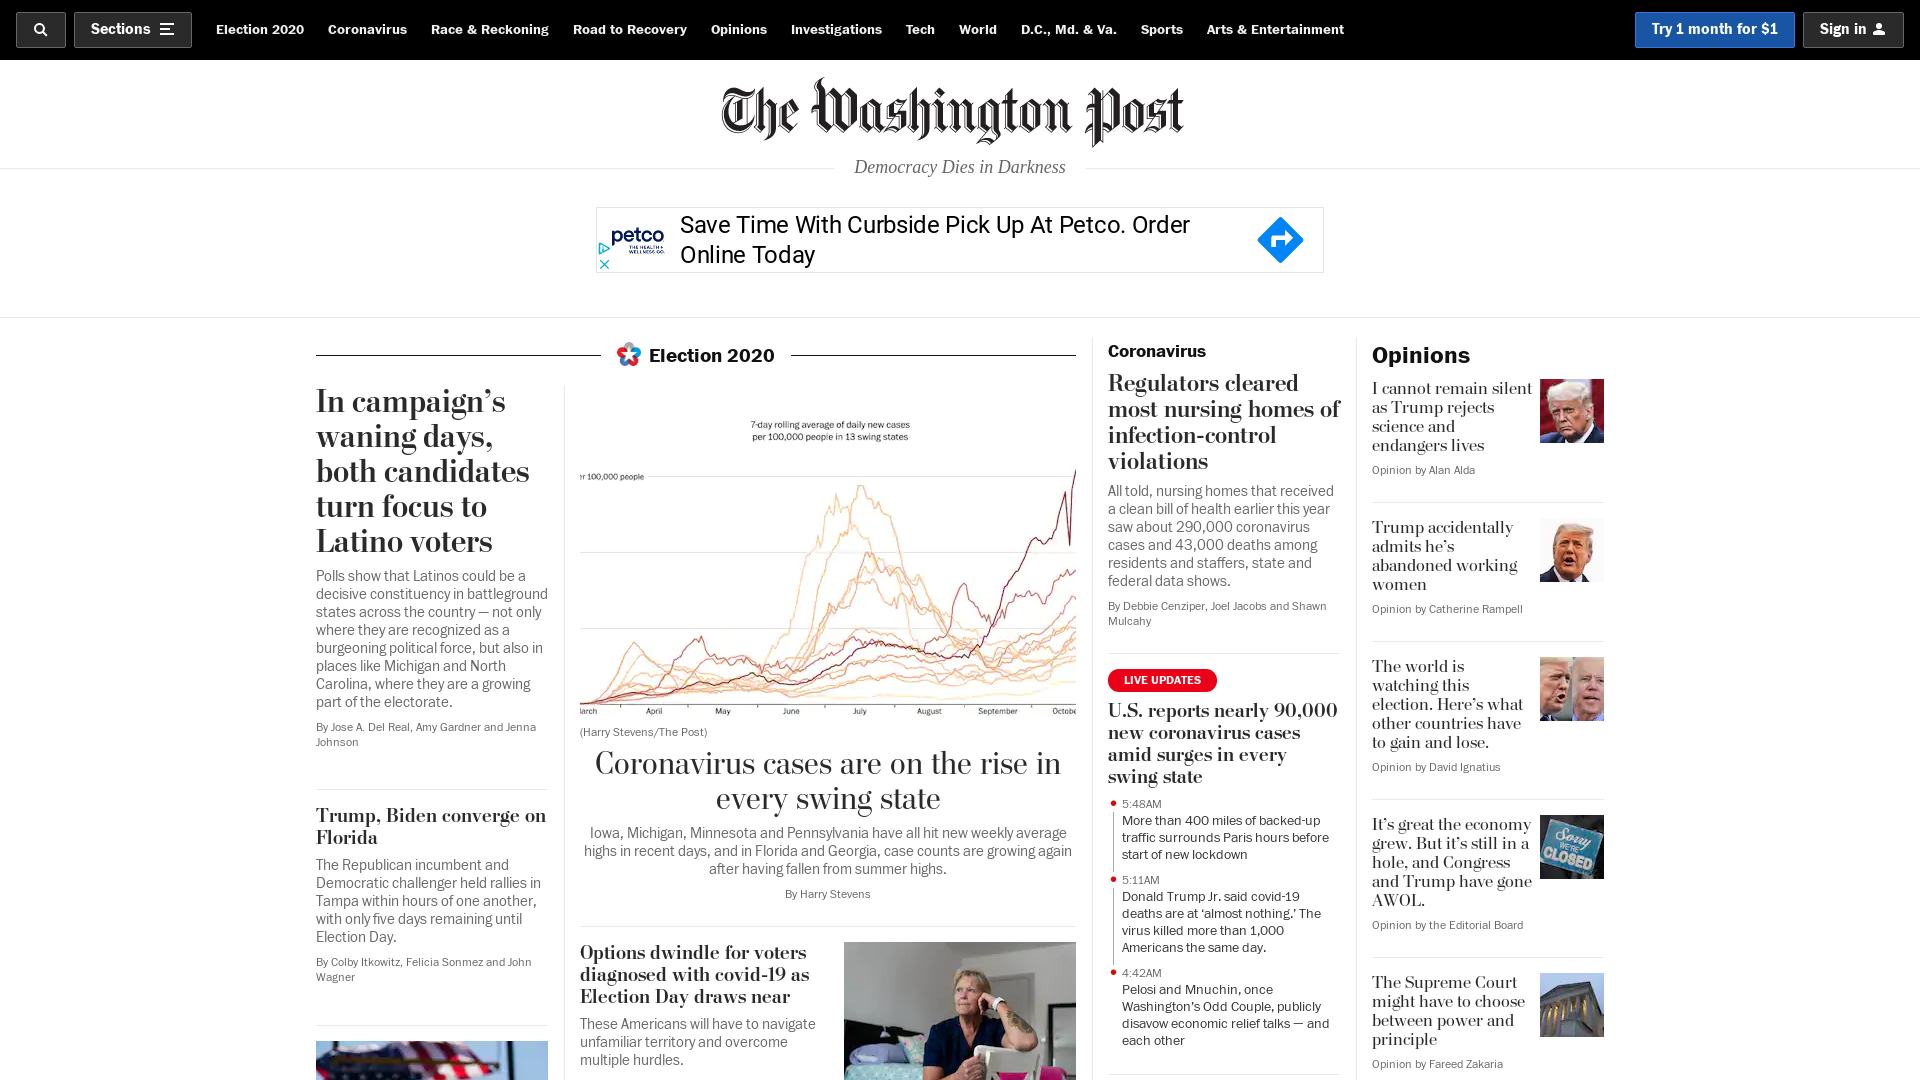 Sections
Election 2020
Coronavirus
Race & Reckoning
Road to Recovery
Opinions
Investigations
Tech
World
D.C., Md. & Va.
Sports
Arts & Entertainment
Try 1 month for $1
Sign in
The Washington Post
Democracy Dies in Darkness
petco
THE HEALTH +
WELLNESS CO.
Save Time With Curbside Pick Up At Petco. Order
Online Today
Election 2020
In campaign’s
waning days,
both candidates
turn focus to
Latino voters
Polls show that Latinos could be a
decisive constituency in battleground
states across the country — not only
where they are recognized as a
burgeoning political force, but also in
places like Michigan and North
Carolina, where they are a growing
part of the electorate.
By Jose A. Del Real, Amy Gardner and Jenna
Johnson
Trump, Biden converge on
Florida
The Republican incumbent and
Democratic challenger held rallies in
Tampa within hours of one another,
with only five days remaining until
Election Day.
By Colby Itkowitz, Felicia Sonmez and John
Wagner
7-day rolling average of daily new cases
per 100,000 people in 13 swing states
er 100,000 people
larch
April
May
June
July
August
September
Octobe
(Harry Stevens/The Post)
Coronavirus cases are on the rise in
every swing state
Iowa, Michigan, Minnesota and Pennsylvania have all hit new weekly average
highs in recent days, and in Florida and Georgia, case counts are growing again
after having fallen from summer highs.
By Harry Stevens
Options dwindle for voters
diagnosed with covid-19 as
Election Day draws near
These Americans will have to navigate
unfamiliar territory and overcome
multiple hurdles.
Coronavirus
Regulators cleared
most nursing homes of
infection-control
violations
All told, nursing homes that received
a clean bill of health earlier this year
saw about 290,000 coronavirus
cases and 43,000 deaths among
residents and staffers, state and
federal data shows.
By Debbie Cenziper, Joel Jacobs and Shawn
Mulcahy
LIVE UPDATES
U.S. reports nearly 90,000
new coronavirus cases
amid surges in every
swing state
5:48AM
More than 400 miles of backed-up
traffic surrounds Paris hours before
start of new lockdown
5:11AM
Donald Trump Jr. said covid-19
deaths are at ‘almost nothing.’ The
virus killed more than 1,000
Americans the same day.
4:42AM
Pelosi and Mnuchin, once
Washington’s Odd Couple, publicly
disavow economic relief talks — and
each other
Opinions
I cannot remain silent
as Trump rejects
science and
endangers lives
Opinion by Alan Alda
Trump accidentally
admits he’s
abandoned working
women
Opinion by Catherine Rampell
The world is
watching this
election. Here’s what
other countries have
to gain and lose.
Opinion by David Ignatius
It’s great the economy
grew. But it’s still in a
hole, and Congress
and Trump have gone
AWOL.
Sorry
WE'RE
CLOSED
Opinion by the Editorial Board
The Supreme Court
might have to choose
between power and
principle
Opinion by Fareed Zakaria